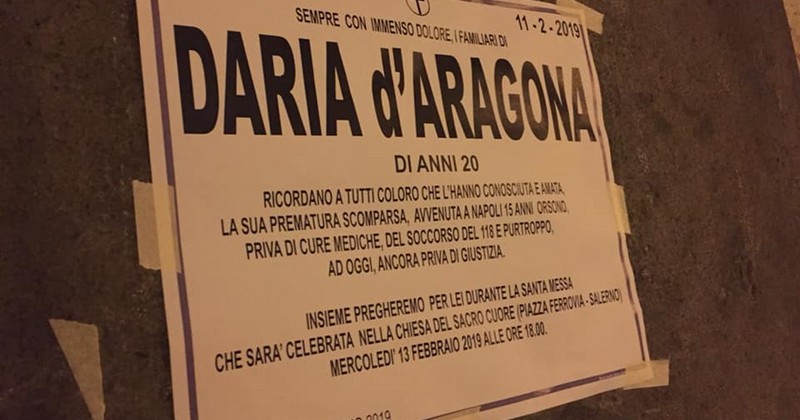 11-2-2019
SEMPRE CON IMMENSO DOLORE, I FAMILIARI DI
DARIA d'ARAGONA
DI ANNI 20
RICORDANO A TUTTI COLORO CHE L'HANNO CONOSCIUTA E AMATA,
LA SUA PREMATURA SCOMPARSA, AVVENUTA A NAPOLI 15 ANNI ORSONO,
PRIVA DI CURE MEDICHE, DEL SOCCORSO DEL 118 E PURTROPPO,
AD OGGI, ANCORA PRIVA DI GIUSTIZIA.
INSIEME PREGHEREMO PER LEI DURANTE LA SANTA MESSA
CHE SARA' CELEBRATA NELLA CHIESA DEL SACRO CUORE (PIAZZA FERROVIA - SALERNO)
MERCOLEDI' 13 FEBBRAIO 2019 ALLE ORE 18.00.
2019